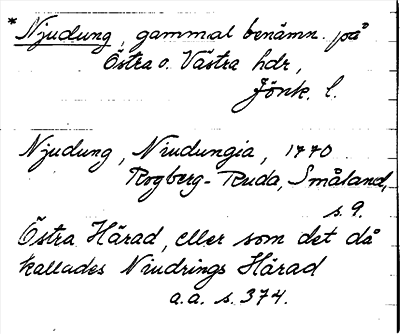 * Njudung, gammal benämn. på
Östra o. Västra hdr,
Jönk. l.
Njudung, Niudungia, 1770
Rogberg-Ruda, Småland,
s. 9.
Östra Härad, eller som det då
kallades Niudrings Härad
a.a. s. 374.